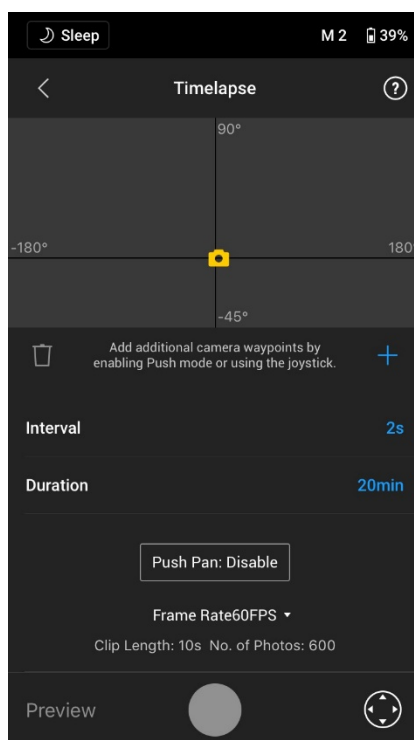 Sleep M 2 39%
Timelapse ?
90°
-180° 180°
-45°
Add additional camera waypoints by
enabling Push mode or using the joystick.
Interval 2s
Duration 20min
Push Pan: Disable
Frame Rate60FPS
Clip Length: 10s No. of Photos: 600
Preview